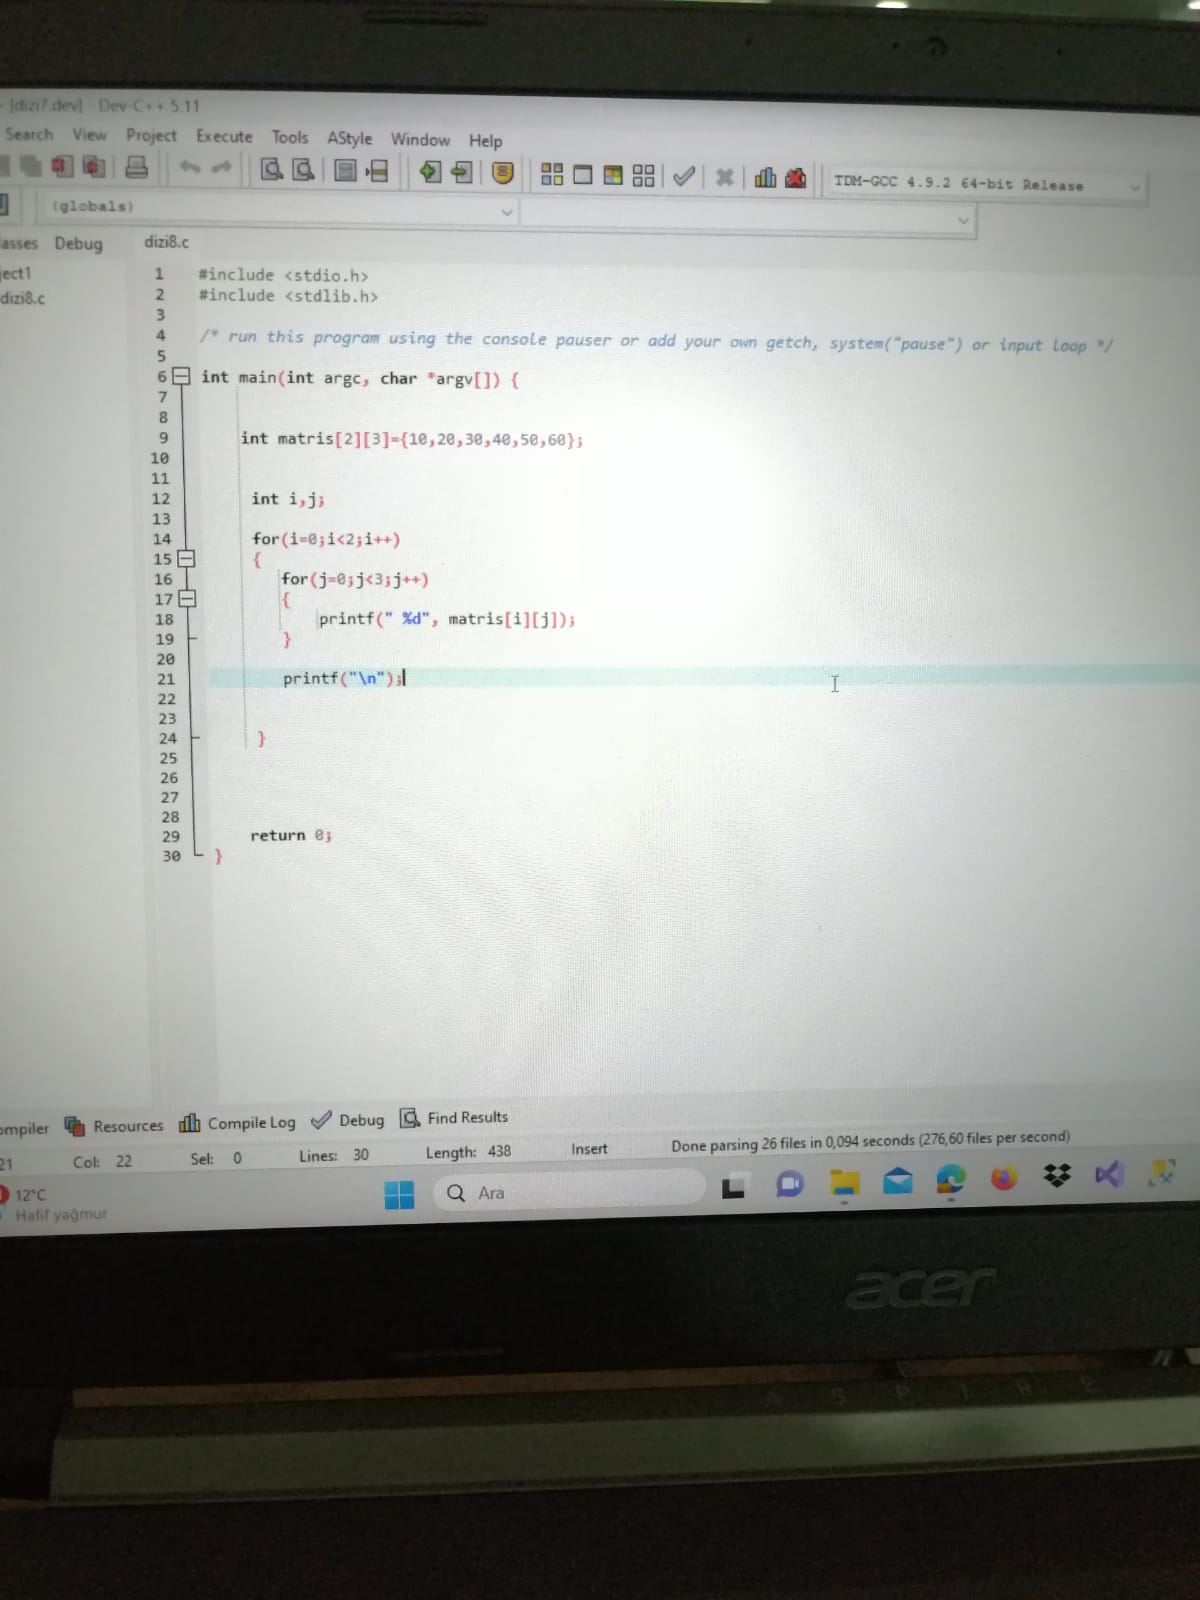 [dizi7.dev] - Dev-C++ 5.11
Search View Project Execute Tools AStyle Window Help
TDM-GCC 4.9.2 64-bit Release
(globals)
asses Debug dizi8.c
ject1
dizi8.c
1 #include <stdio.h>
2 #include <stdlib.h>
3
4 /* run this program using the console pauser or add your own getch, system("pause") or input loop */
5
6 int main(int argc, char *argv[]) {
7
8
9 int matris[2][3]={10,20,30,40,50,60};
10
11
12 int i,j;
13
14 for(i=0;i<2;i++)
15 {
16 for(j=0;j<3;j++)
17 {
18 printf(" %d", matris[i][j]);
19 }
20
21 printf("\n");
22
23
24 }
25
26
27
28
29 return 0;
30 }
ompiler Resources Compile Log Debug Find Results
21 Col: 22 Sel: 0 Lines: 30 Length: 438 Insert Done parsing 26 files in 0,094 seconds (276,60 files per second)
12°C
Hafif yağmur
Ara
acer